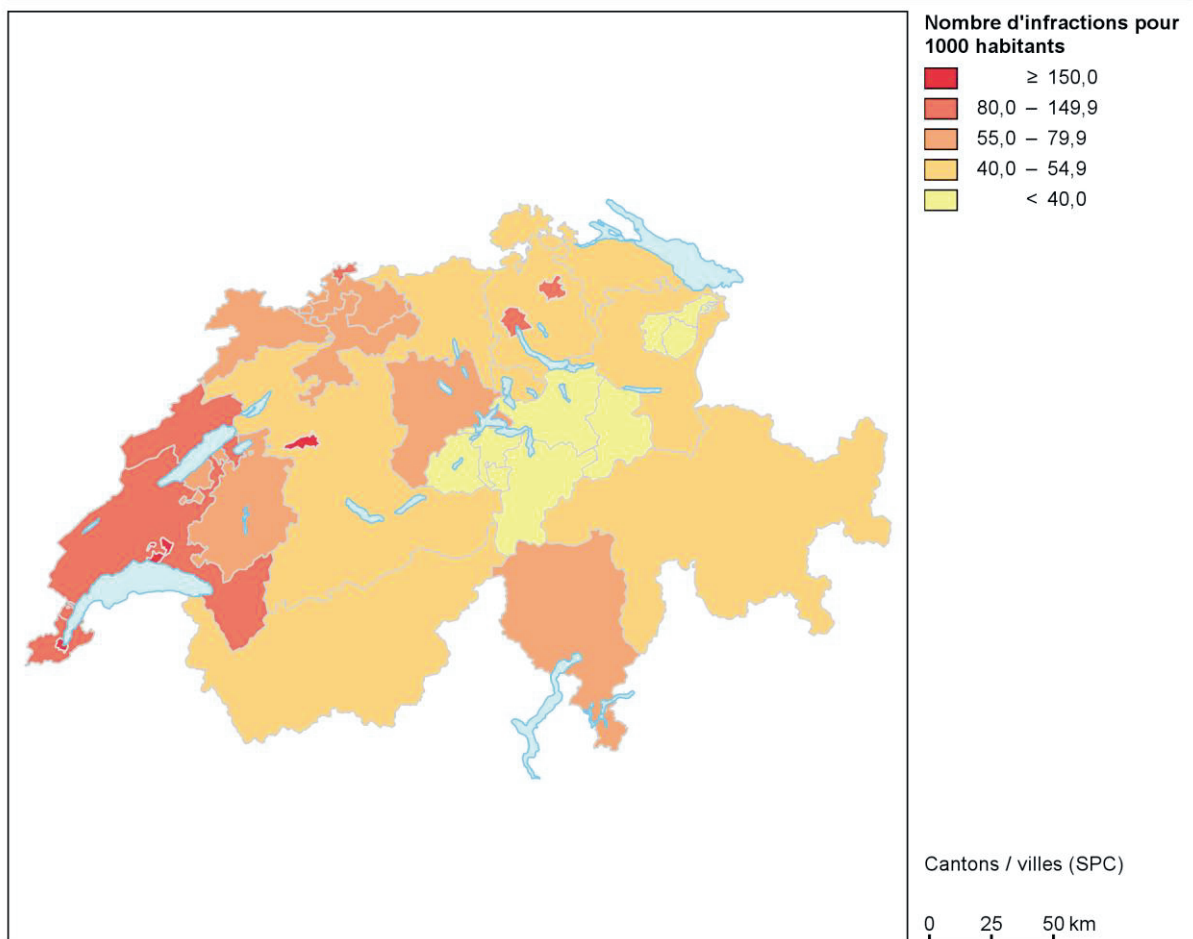 Nombre d'infractions pour
1000 habitants
≥ 150,0
80,0 – 149,9
55,0 – 79,9
40,0 – 54,9
< 40,0
Cantons / villes (SPC)
0 25 50 km